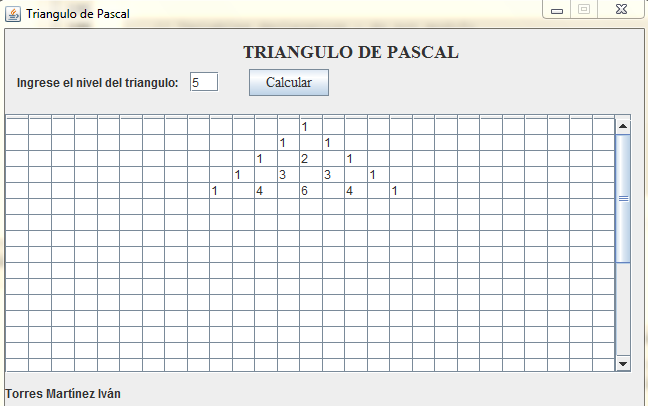 Triangulo de Pascal
TRIANGULO DE PASCAL
Ingrese el nivel del triangulo: 5 Calcular
1
1 1
1 2 1
1 3 3 1
1 4 6 4 1
Torres Martínez Iván